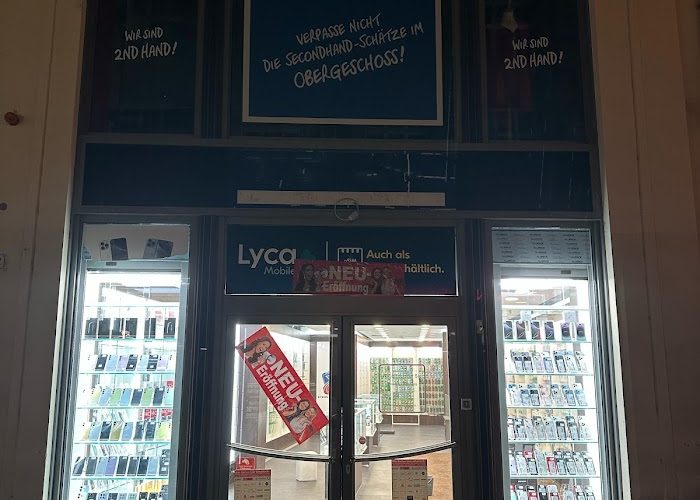 WIR SIND
2ND HAND!
VERPASSE NICHT
DIE SECONDHAND-SCHÄTZE IM
OBERGESCHOSS!
WIR SIND
2ND HAND!
Lyca
Mobile
Auch als
hältlich.
NEU-
Eröffnung
NEU-
Eröffnung